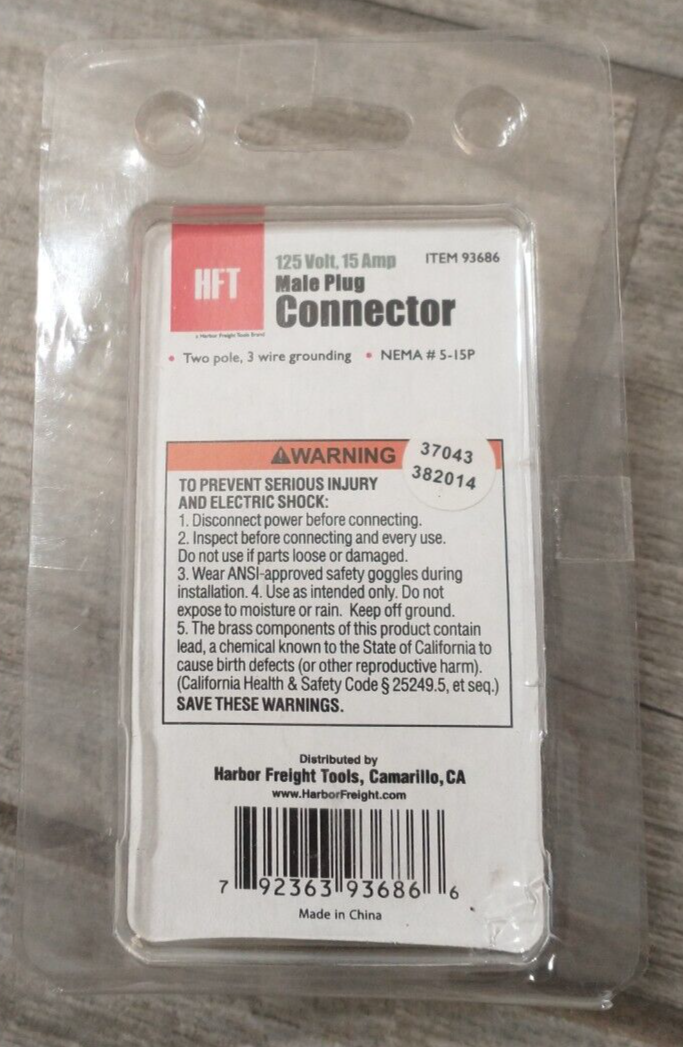 HFT
a Harbor Freight Tools Brand
125 Volt, 15 Amp
ITEM 93686
Male Plug
Connector
• Two pole, 3 wire grounding • NEMA # 5-15P
⚠WARNING
37043
382014
TO PREVENT SERIOUS INJURY
AND ELECTRIC SHOCK:
1. Disconnect power before connecting.
2. Inspect before connecting and every use.
Do not use if parts loose or damaged.
3. Wear ANSI-approved safety goggles during
installation. 4. Use as intended only. Do not
expose to moisture or rain. Keep off ground.
5. The brass components of this product contain
lead, a chemical known to the State of California to
cause birth defects (or other reproductive harm).
(California Health & Safety Code § 25249.5, et seq.)
SAVE THESE WARNINGS.
Distributed by
Harbor Freight Tools, Camarillo, CA
www.HarborFreight.com
7 92363 93686 6
Made in China